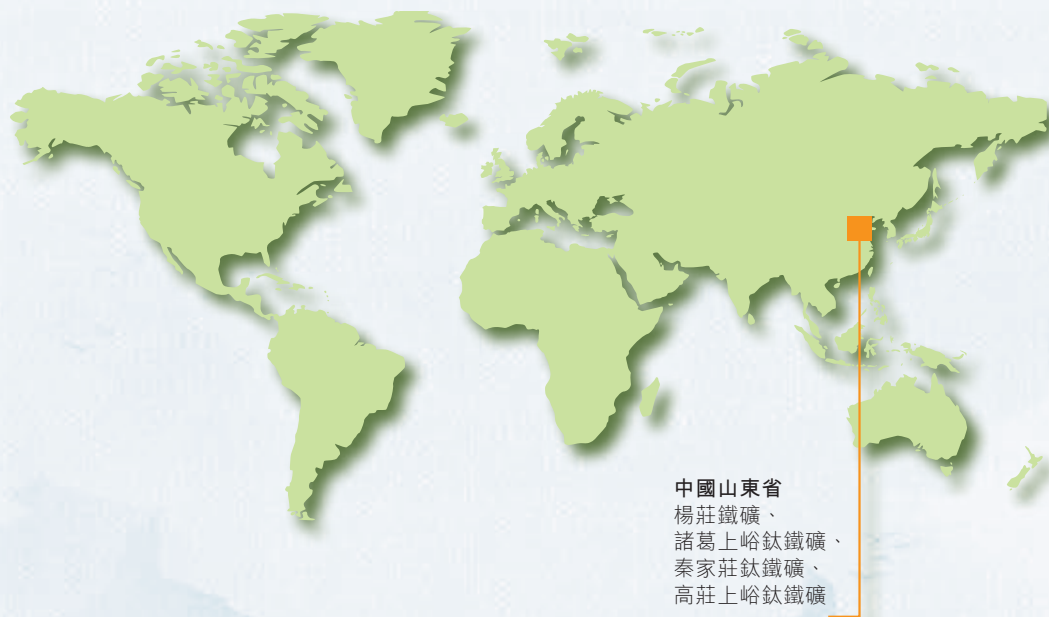 中國山東省
楊莊鐵礦、
諸葛上峪鈦鐵礦、
秦家莊鈦鐵礦、
高莊上峪鈦鐵礦